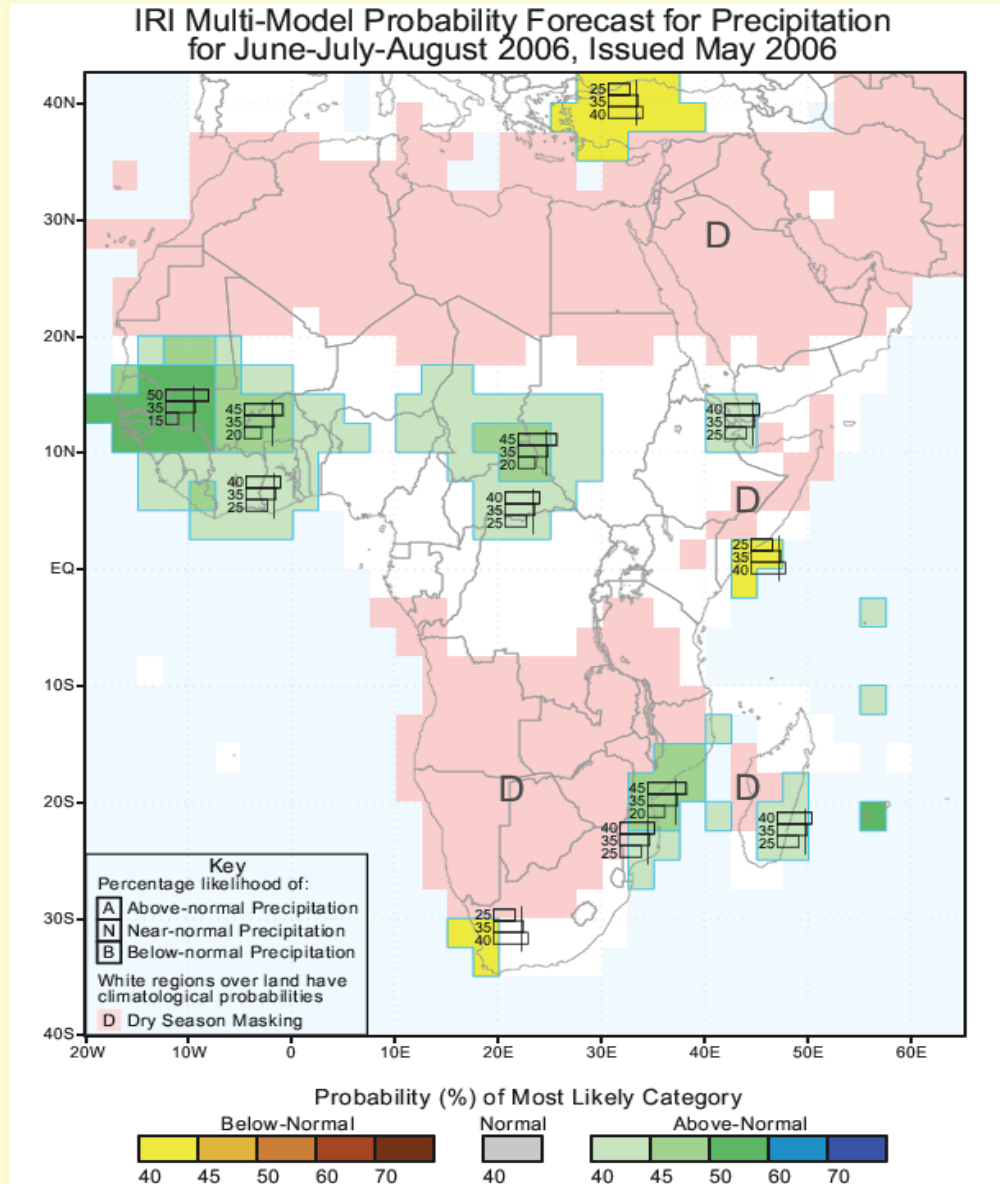 IRI Multi-Model Probability Forecast for Precipitation
for June-July-August 2006, Issued May 2006
40N
30N
20N
10N
EQ
10S
20S
30S
40S
25
35
40
D
50
35
15
45
35
20
40
35
25
45
35
20
40
35
25
40
35
25
D
25
35
40
D
45
35
20
40
35
25
D
40
35
25
25
35
40
Key
Percentage likelihood of:
A Above-normal Precipitation
N Near-normal Precipitation
B Below-normal Precipitation
White regions over land have
climatological probabilities
D Dry Season Masking
20W 10W 0 10E 20E 30E 40E 50E 60E
Probability (%) of Most Likely Category
Below-Normal Normal Above-Normal
40 45 50 60 70 40 40 45 50 60 70